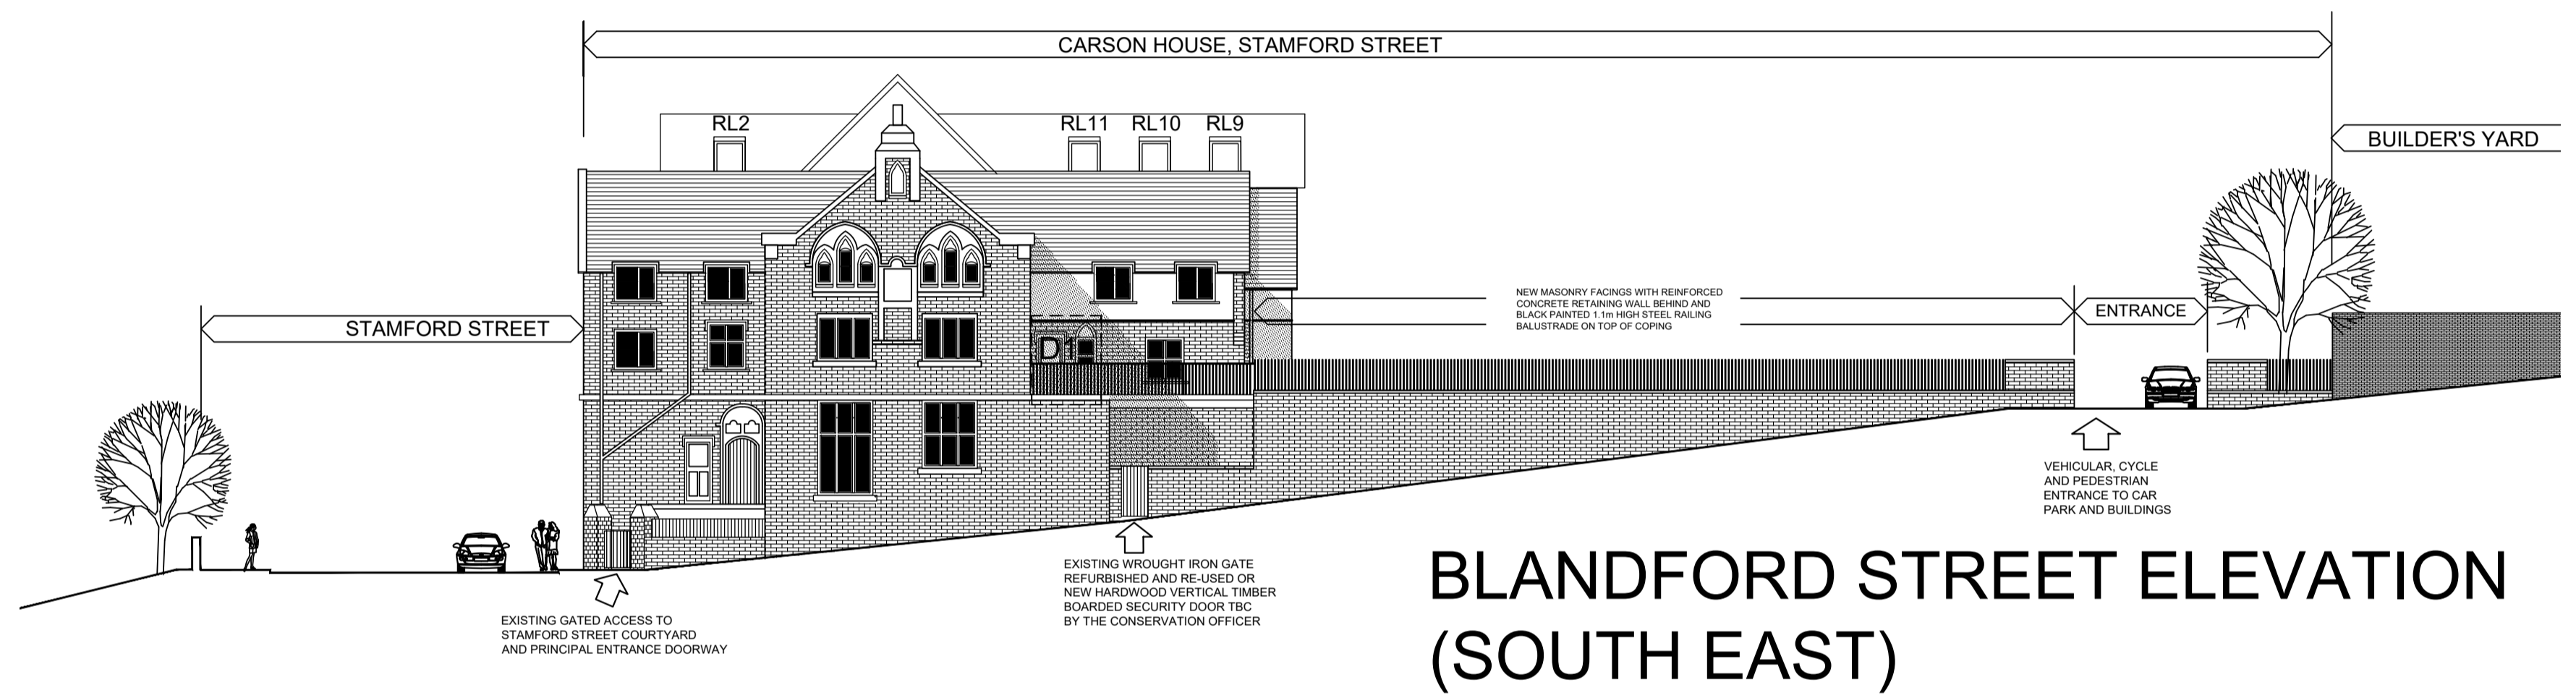 CARSON HOUSE, STAMFORD STREET
RL2
RL11
RL10
RL9
BUILDER'S YARD
STAMFORD STREET
D1
NEW MASONRY FACINGS WITH REINFORCED
CONCRETE RETAINING WALL BEHIND AND
BLACK PAINTED 1.1m HIGH STEEL RAILING
BALUSTRADE ON TOP OF COPING
ENTRANCE
VEHICULAR, CYCLE
AND PEDESTRIAN
ENTRANCE TO CAR
PARK AND BUILDINGS
EXISTING WROUGHT IRON GATE
REFURBISHED AND RE-USED OR
NEW HARDWOOD VERTICAL TIMBER
BOARDED SECURITY DOOR TBC
BY THE CONSERVATION OFFICER
EXISTING GATED ACCESS TO
STAMFORD STREET COURTYARD
AND PRINCIPAL ENTRANCE DOORWAY
BLANDFORD STREET ELEVATION
(SOUTH EAST)